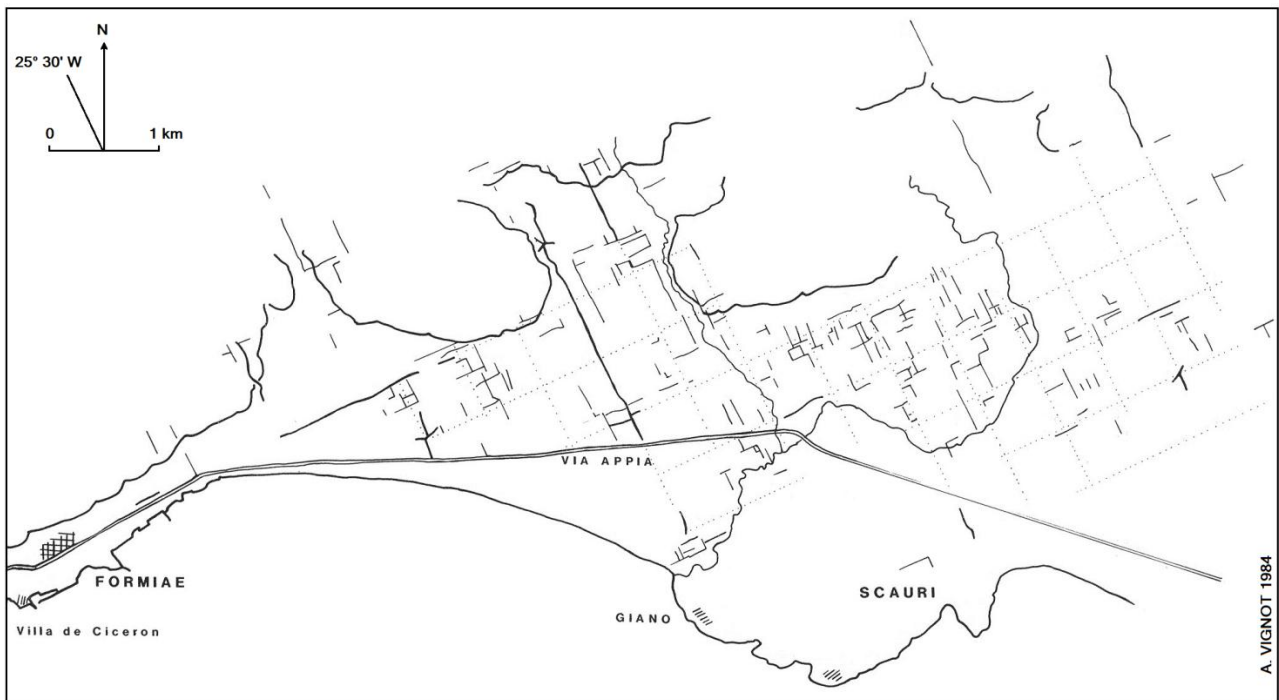 N
25° 30' W
0 1 km
VIA APPIA
FORMIAE
SCAURI
GIANO
Villa de Ciceron
A. VIGNOT 1984